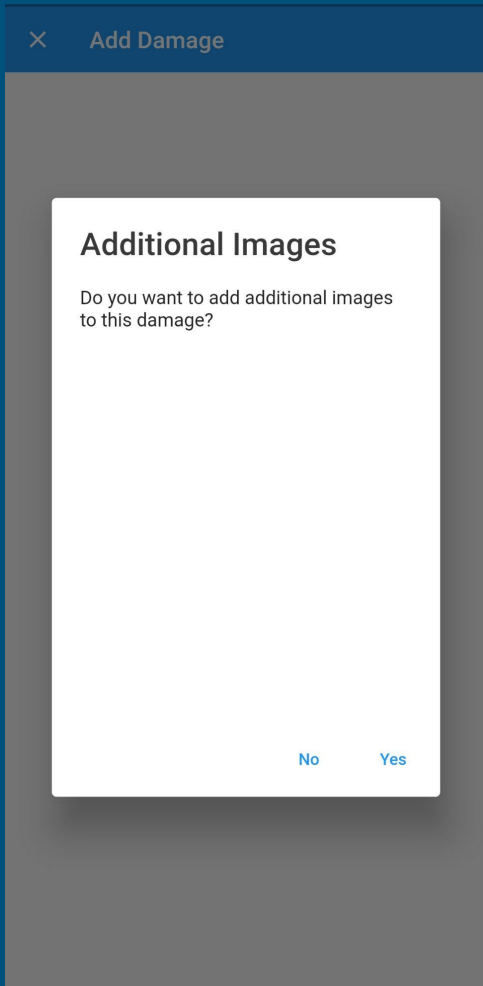 Add Damage
Additional Images
Do you want to add additional images
to this damage?
No Yes